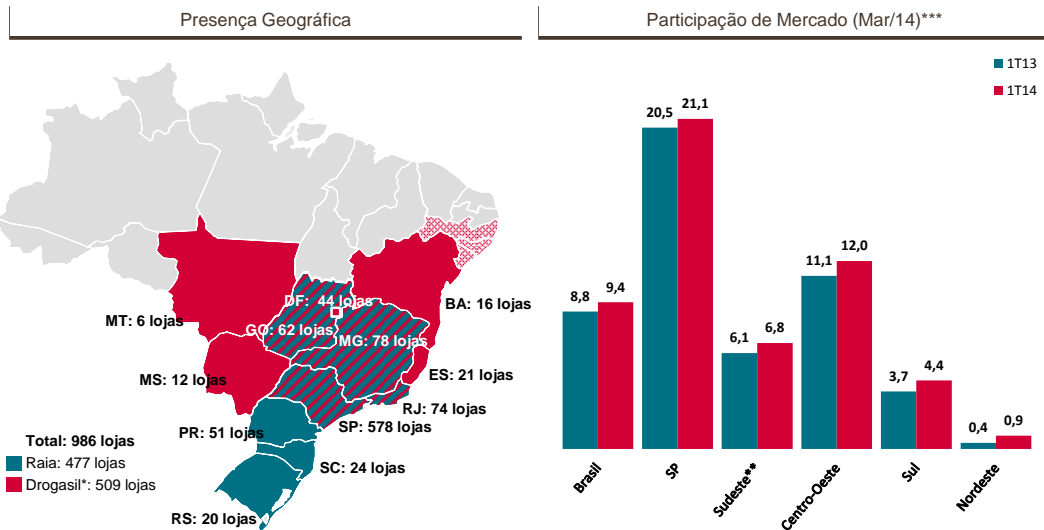 Presença Geográfica
DF: 44 lojas
BA: 16 lojas
MT: 6 lojas
GO: 62 lojas
MG: 78 lojas
MS: 12 lojas
ES: 21 lojas
RJ: 74 lojas
PR: 51 lojas
SP: 578 lojas
Total: 986 lojas
Raia: 477 lojas
SC: 24 lojas
Drogasil*: 509 lojas
RS: 20 lojas
Participação de Mercado (Mar/14)***
1T13
1T14
20,5 21,1
11,1 12,0
8,8 9,4
6,1 6,8
3,7 4,4
0,4 0,9
Brasil
SP
Sudeste**
Centro-Oeste
Sul
Nordeste